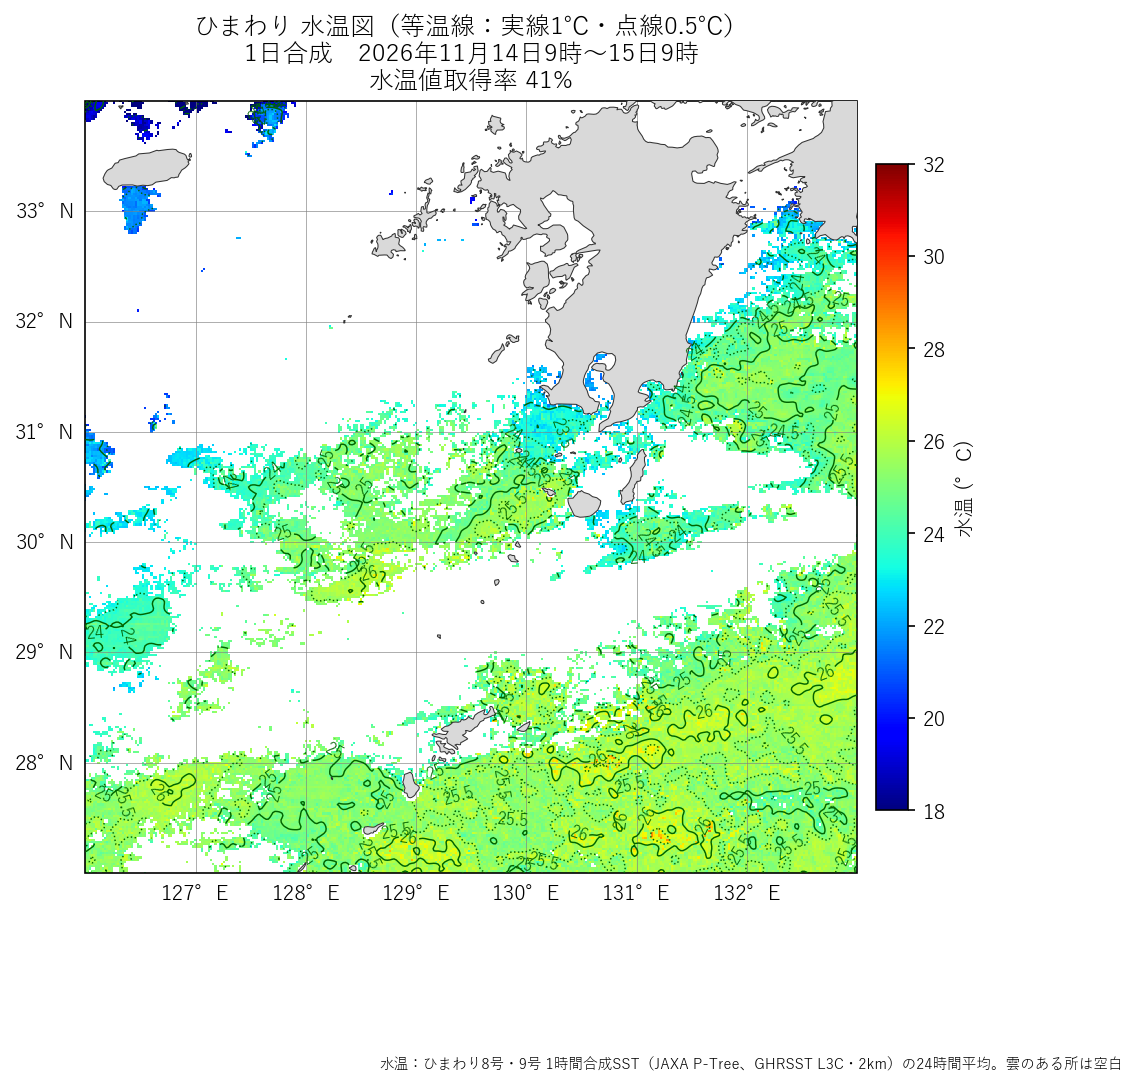 ひまわり 水温図（等温線：実線1℃・点線0.5℃）
1日合成　2026年11月14日9時～15日9時
水温値取得率 41%
33° N
32° N
31° N
30° N
29° N
28° N
127° E
128° E
129° E
130° E
131° E
132° E
32
30
28
26
24
22
20
18
水温（° C）
水温：ひまわり8号・9号 1時間合成SST（JAXA P-Tree、GHRSST L3C・2km）の24時間平均。雲のある所は空白